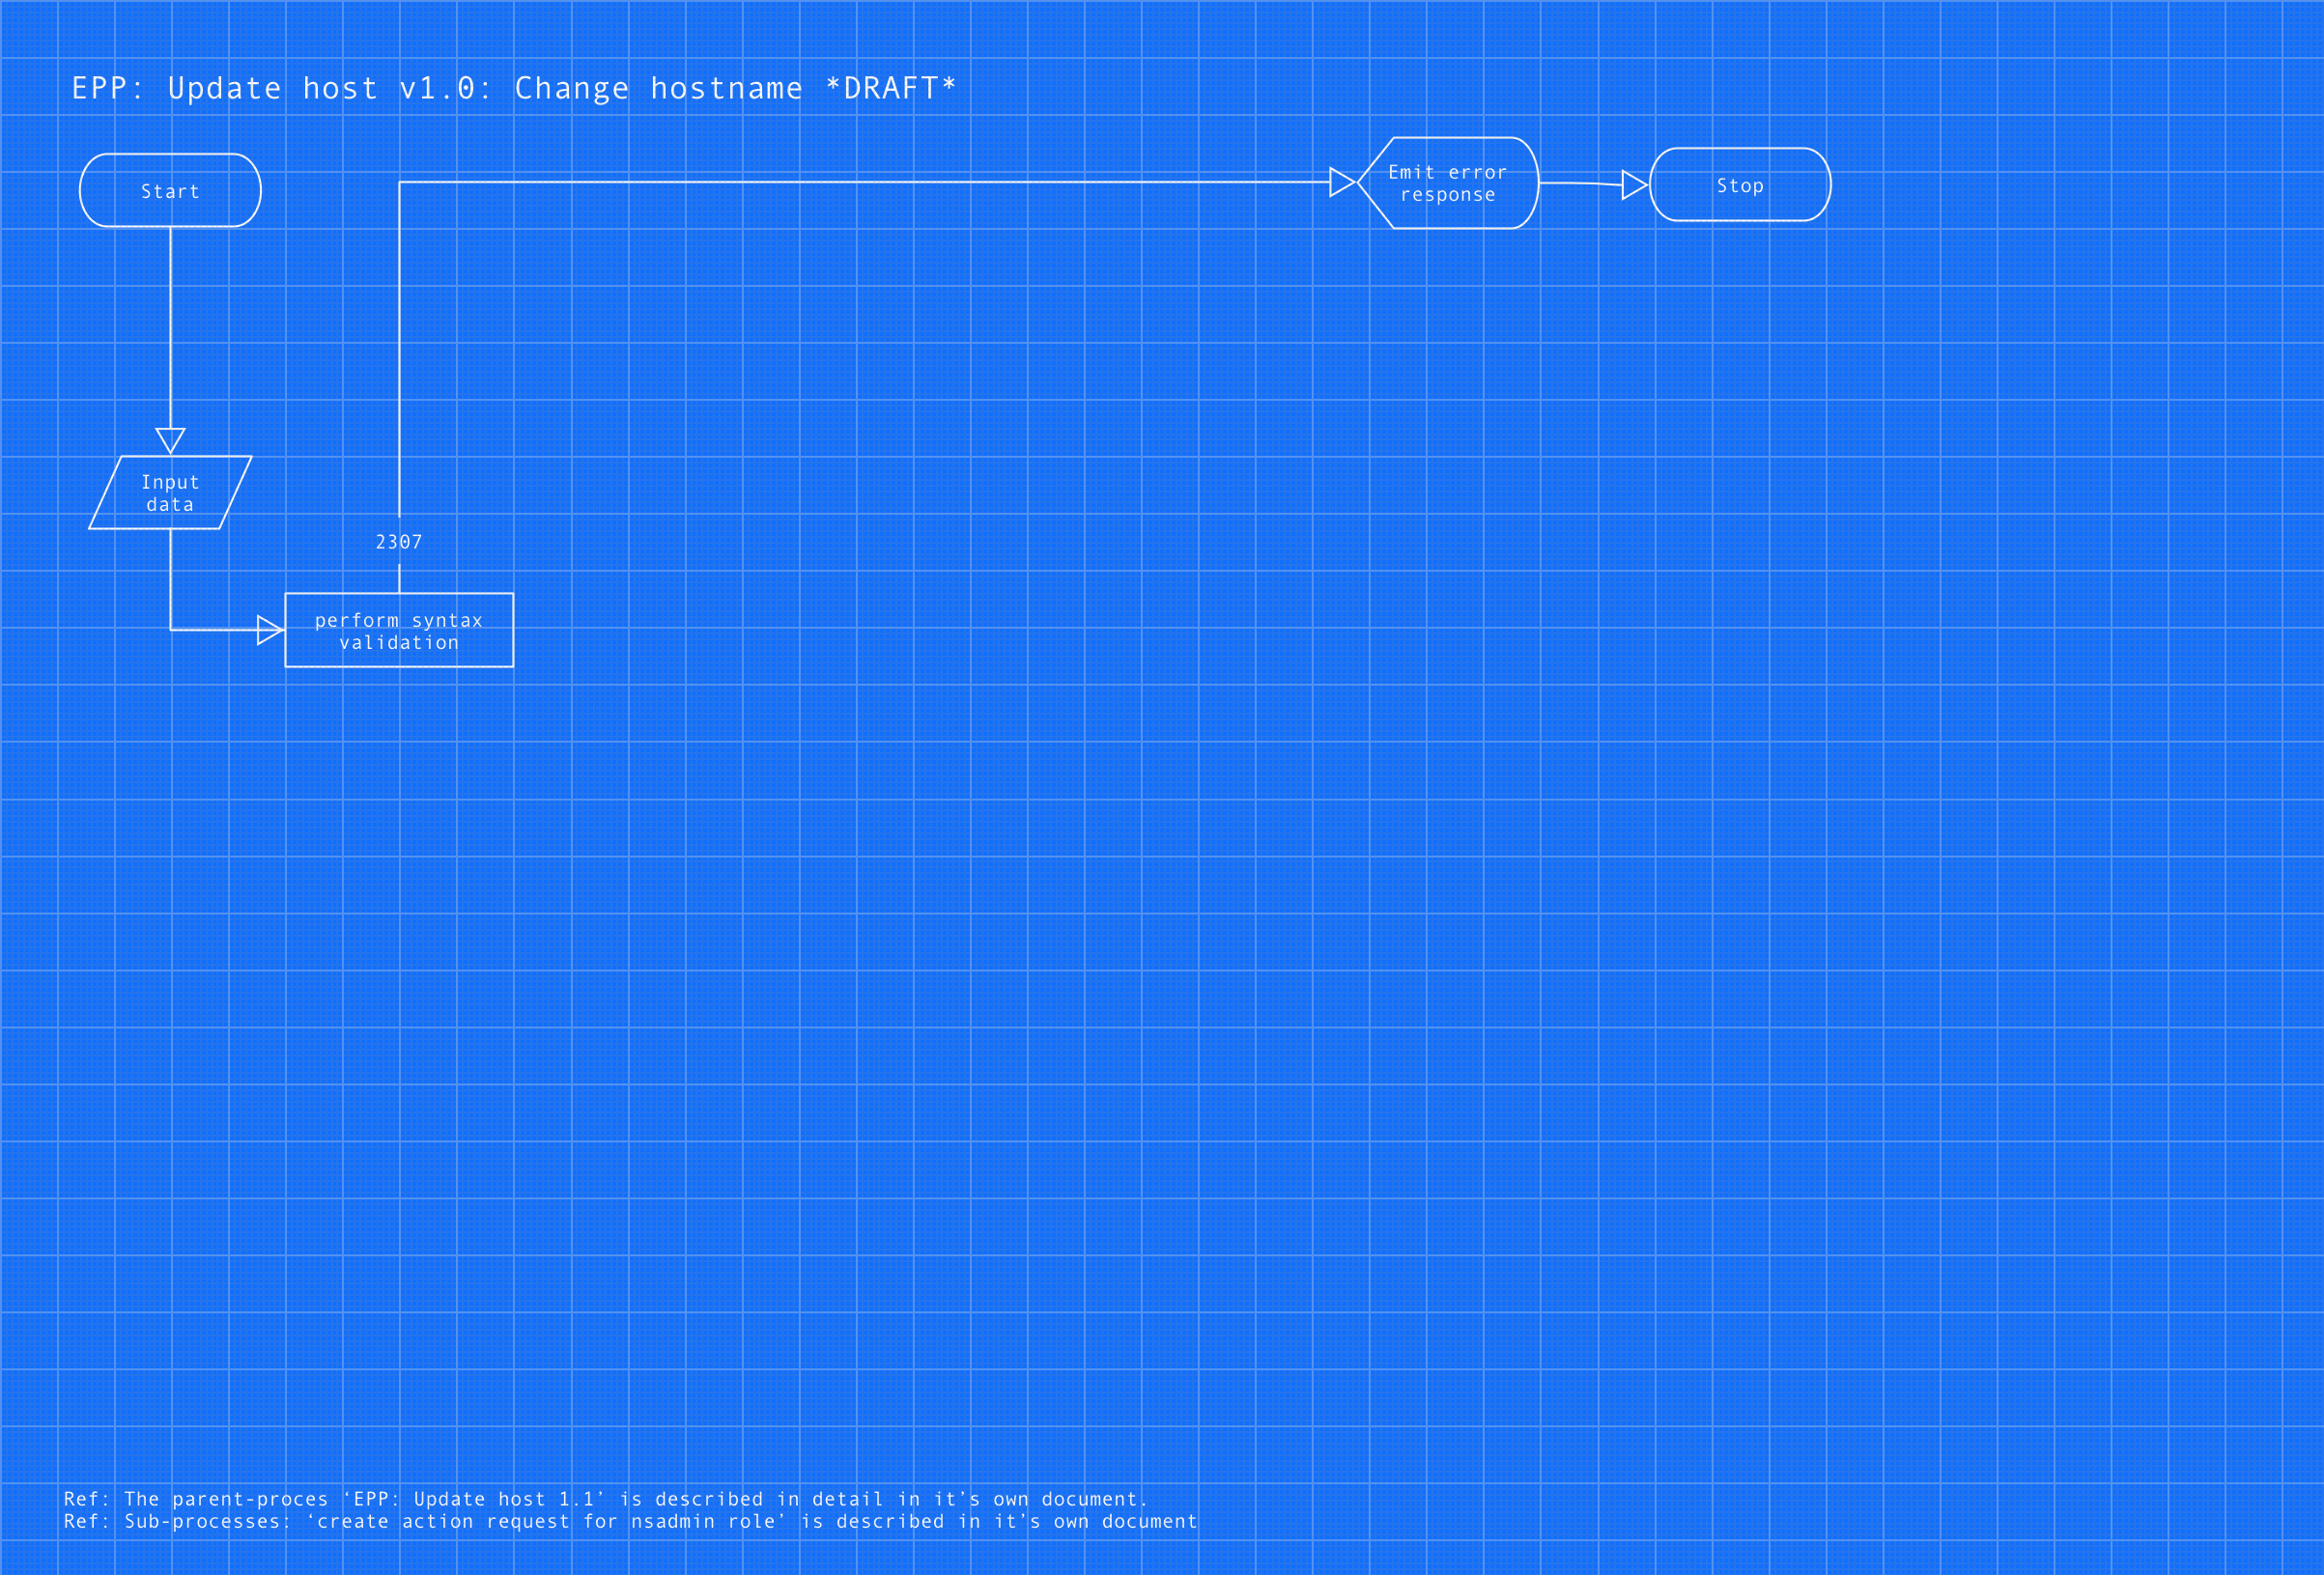 EPP: Update host v1.0: Change hostname *DRAFT*
Start
Emit error
response
Stop
Input
data
2307
perform syntax
validation
Ref: The parent-proces ‘EPP: Update host 1.1’ is described in detail in it’s own document.
Ref: Sub-processes: ‘create action request for nsadmin role’ is described in it’s own document